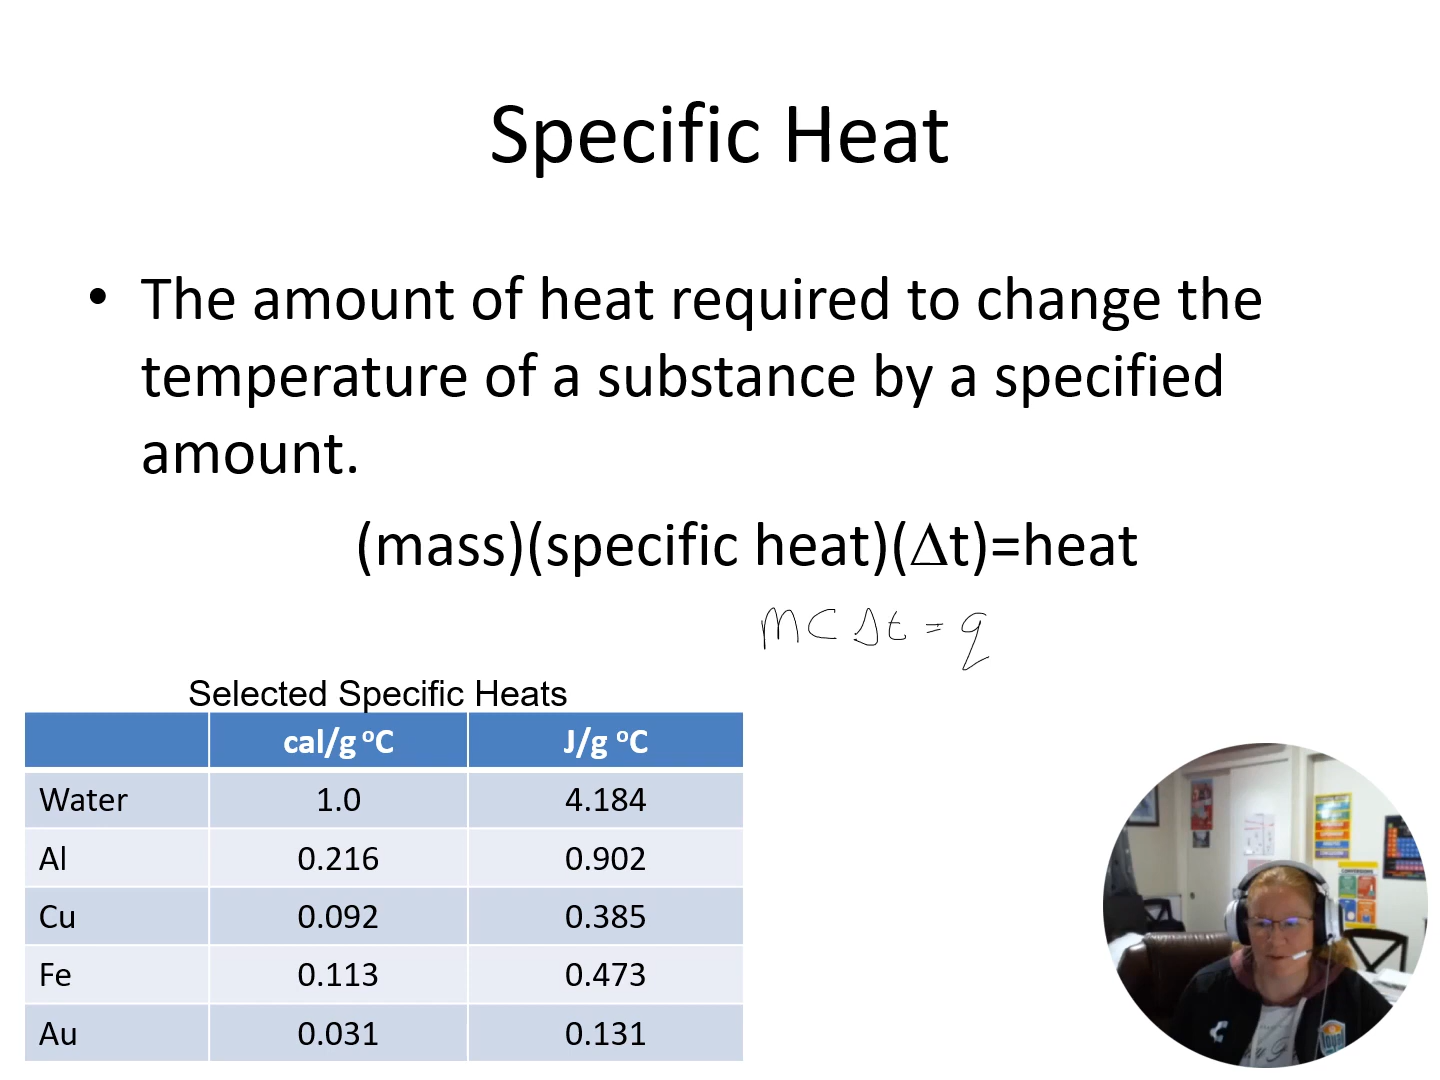 Specific Heat
• The amount of heat required to change the
temperature of a substance by a specified
amount.
(mass)(specific heat)(Δt)=heat
mCΔt = q
Selected Specific Heats
cal/g °C J/g °C
Water 1.0 4.184
Al 0.216 0.902
Cu 0.092 0.385
Fe 0.113 0.473
Au 0.031 0.131